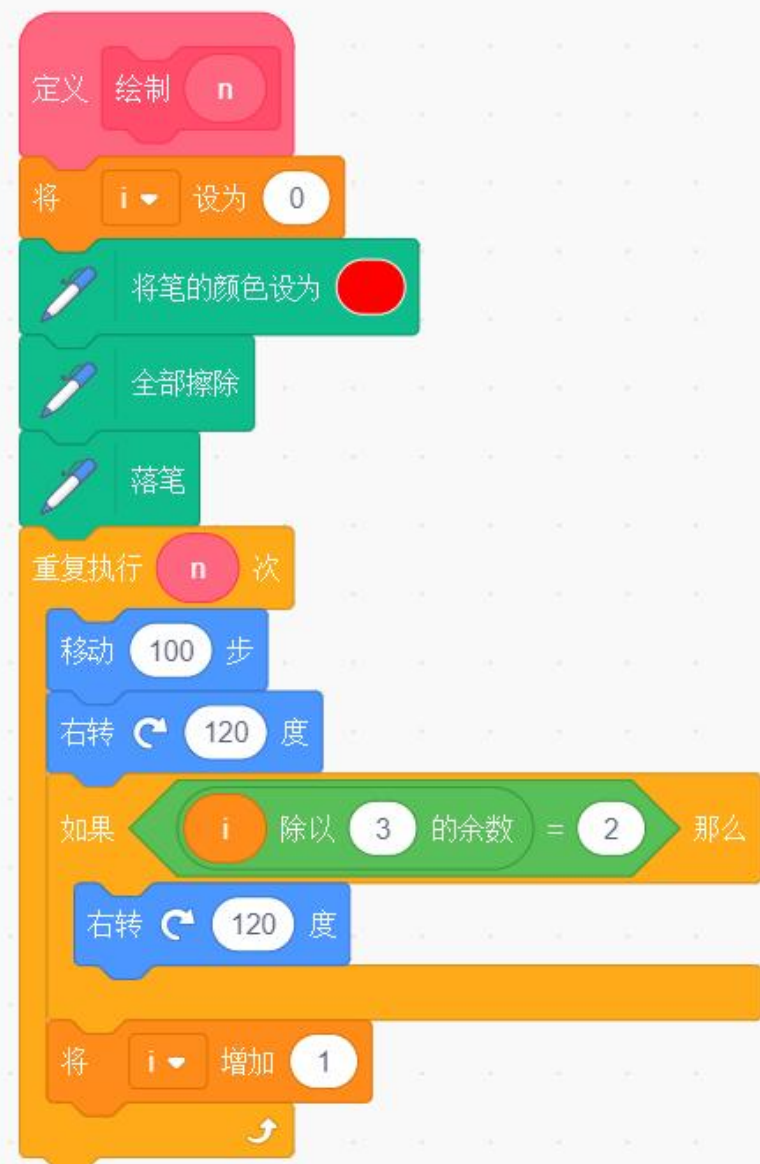 定义 绘制 n
将 i 设为 0
将笔的颜色设为
全部擦除
落笔
重复执行 n 次
移动 100 步
右转 120 度
如果 i 除以 3 的余数 = 2 那么
右转 120 度
将 i 增加 1